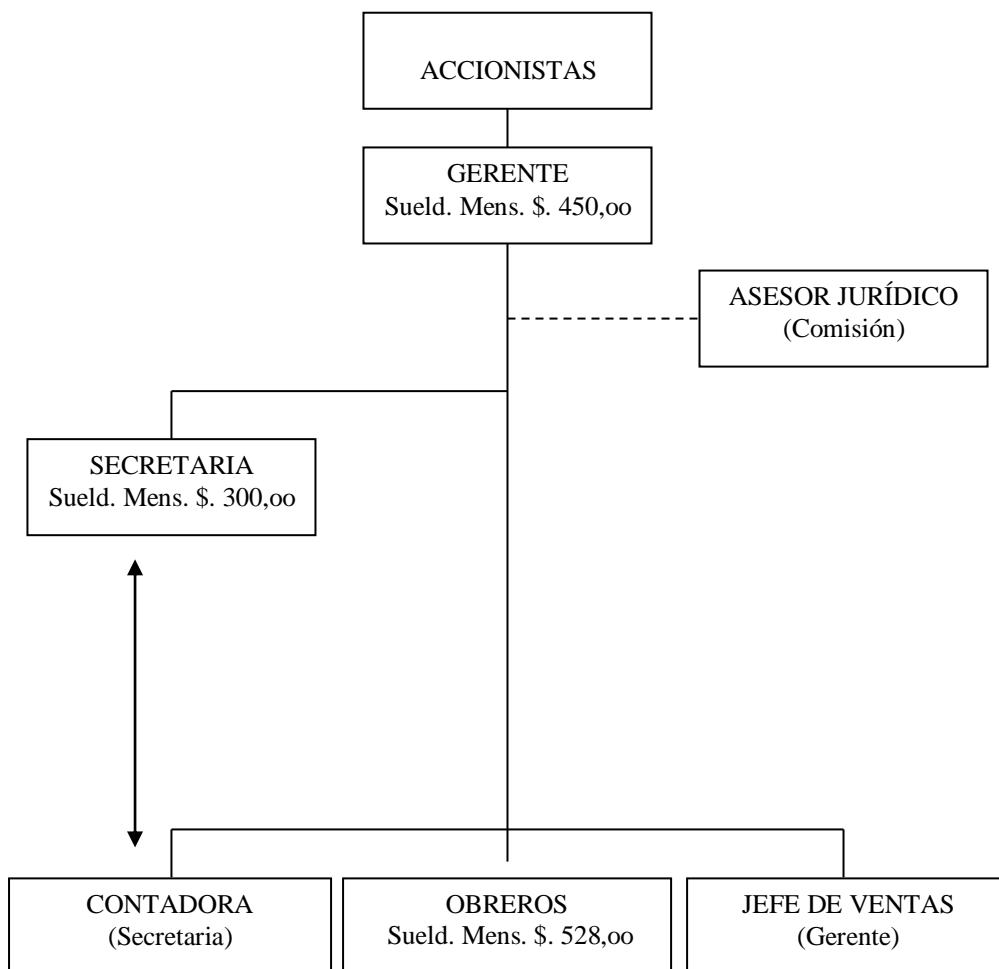 ACCIONISTAS
GERENTE
Sueld. Mens. $. 450,oo
ASESOR JURÍDICO
(Comisión)
SECRETARIA
Sueld. Mens. $. 300,oo
CONTADORA
(Secretaria)
OBREROS
Sueld. Mens. $. 528,oo
JEFE DE VENTAS
(Gerente)